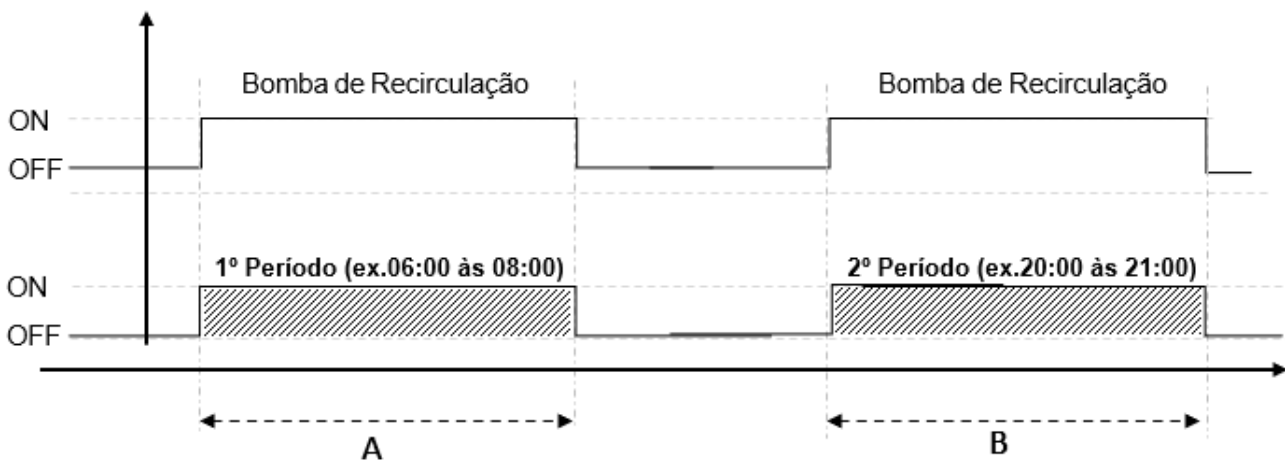 Bomba de Recirculação
Bomba de Recirculação
ON
OFF
1º Período (ex.06:00 às 08:00)
2º Período (ex.20:00 às 21:00)
ON
OFF
A
B